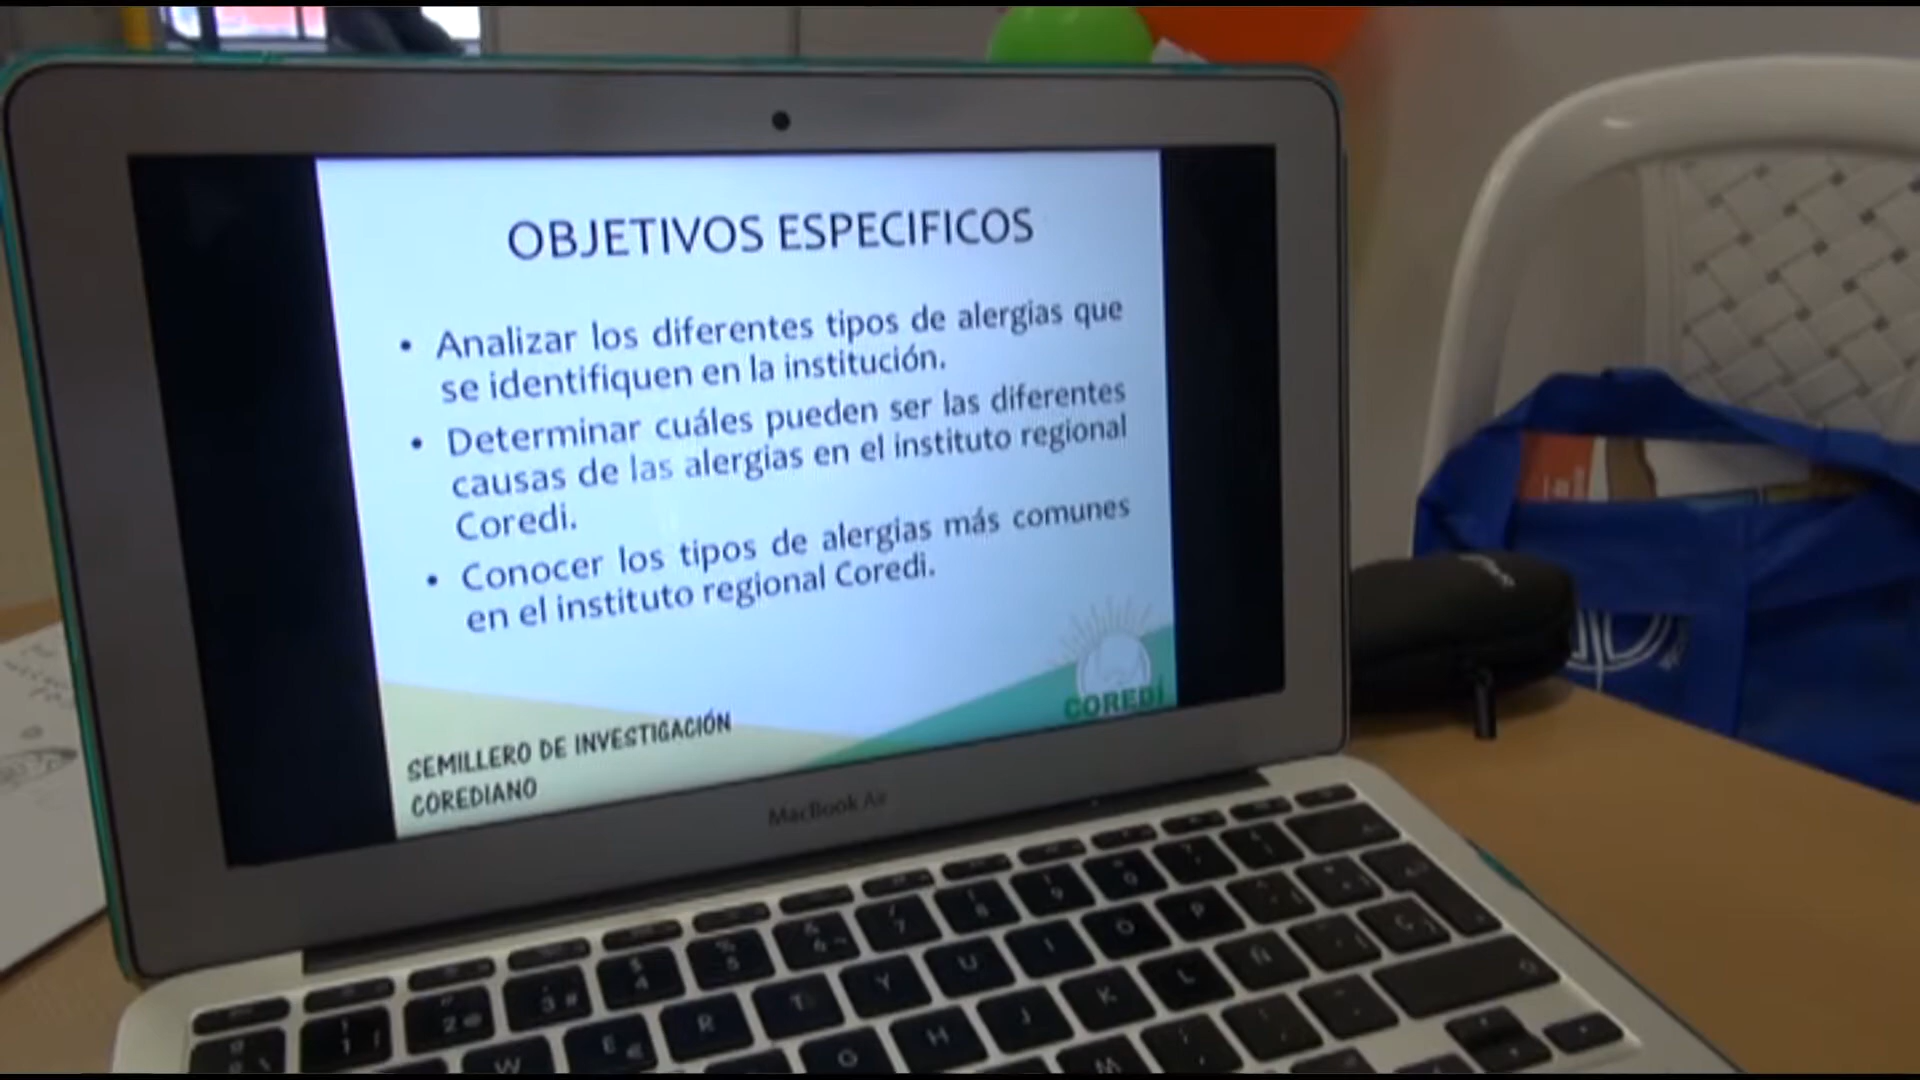 OBJETIVOS ESPECIFICOS
• Analizar los diferentes tipos de alergias que
se identifiquen en la institución.
• Determinar cuáles pueden ser las diferentes
causas de las alergias en el instituto regional
Coredi.
• Conocer los tipos de alergias más comunes
en el instituto regional Coredi.
COREDI
SEMILLERO DE INVESTIGACIÓN
COREDIANO
MacBook Air